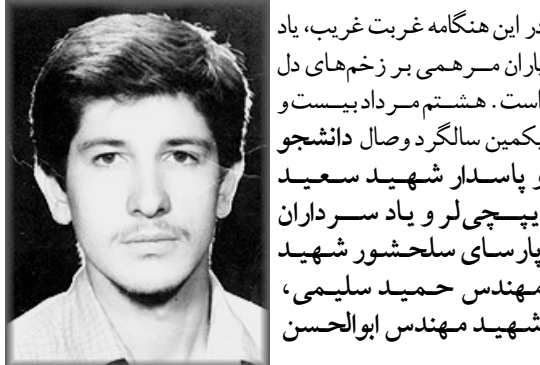 در این هنگامه غربت غریب، یاد
یاران مرهمی بر زخم‌های دل
است. هشتم مرداد بیست و
یکمین سالگرد وصال دانشجو
و پاسدار شهید سعید
یپچی‌لر و یاد سرداران
پارسای سلحشور شهید
مهندس حمید سلیمی،
شهید مهندس ابوالحسن